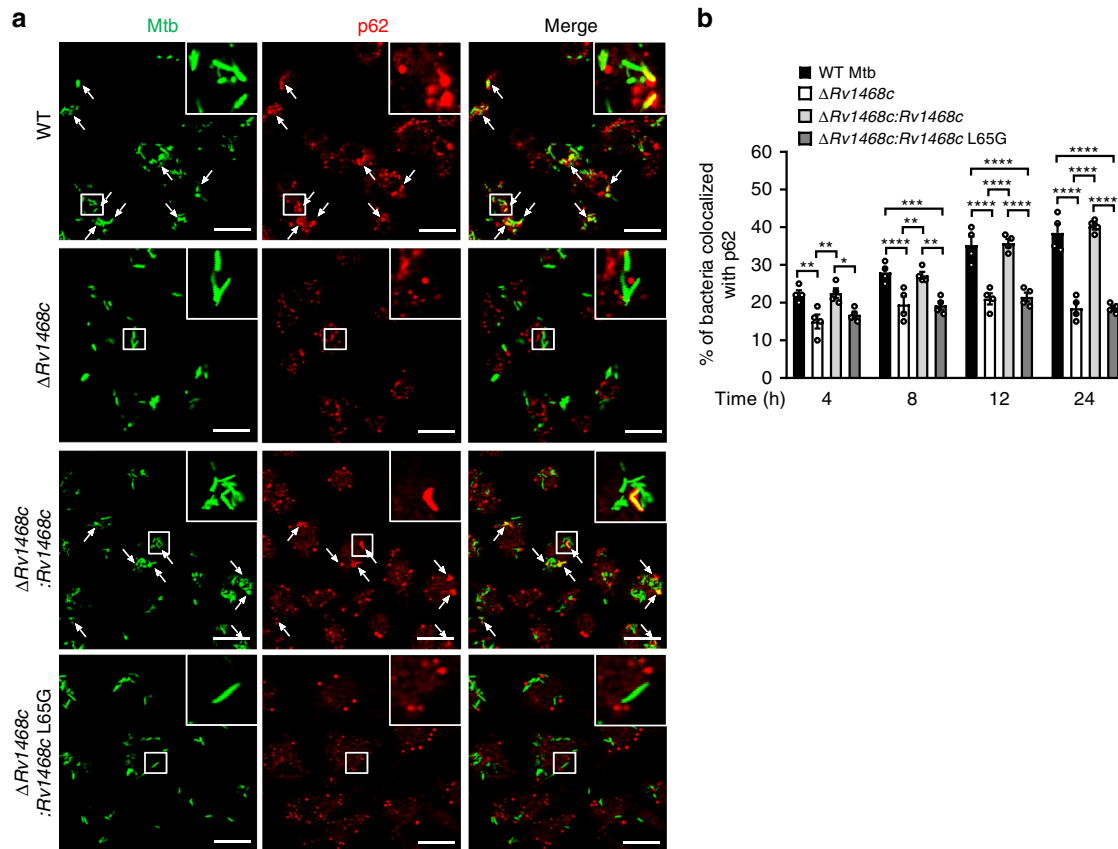 a
Mtb
p62
Merge
WT
ΔRv1468c
ΔRv1468c
:Rv1468c
ΔRv1468c
:Rv1468c L65G
b
WT Mtb
ΔRv1468c
ΔRv1468c:Rv1468c
ΔRv1468c:Rv1468c L65G
% of bacteria colocalized
with p62
60
50
40
30
20
10
0
** ** *
**** ** *** **
**** **** **** ****
**** **** **** ****
Time (h) 4 8 12 24